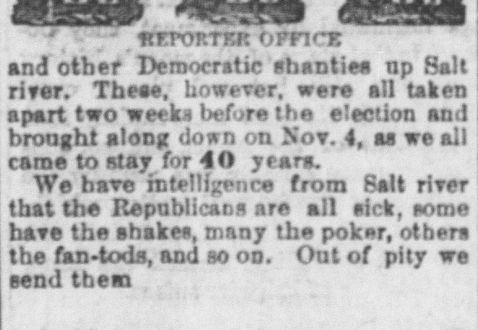 REPORTER OFFICE
and other Democratic shanties up Salt
river. These, however, were all taken
apart two weeks before the election and
brought along down on Nov. 4, as we all
came to stay for 40 years.
We have intelligence from Salt river
that the Republicans are all sick, some
have the shakes, many the poker, others
the fan-tods, and so on. Out of pity we
send them